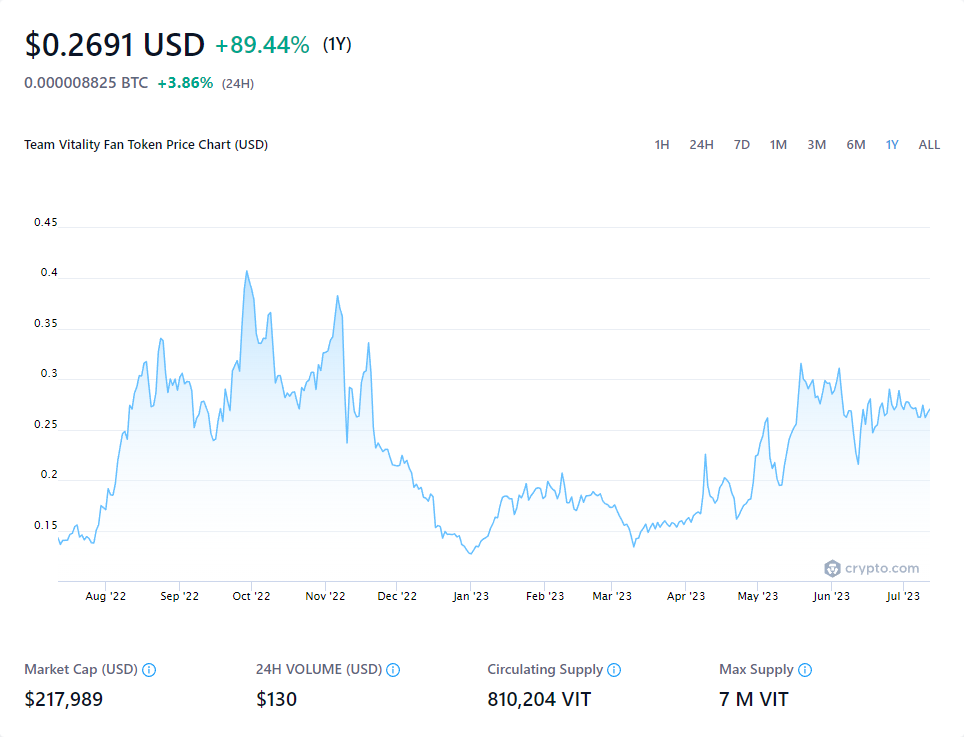 $0.2691 USD +89.44% (1Y)
0.000008825 BTC +3.86% (24H)
Team Vitality Fan Token Price Chart (USD) 1H 24H 7D 1M 3M 6M 1Y ALL
0.45
0.4
0.35
0.3
0.25
0.2
0.15
crypto.com
Aug '22 Sep '22 Oct '22 Nov '22 Dec '22 Jan '23 Feb '23 Mar '23 Apr '23 May '23 Jun '23 Jul '23
Market Cap (USD) 24H VOLUME (USD) Circulating Supply Max Supply
$217,989 $130 810,204 VIT 7 M VIT